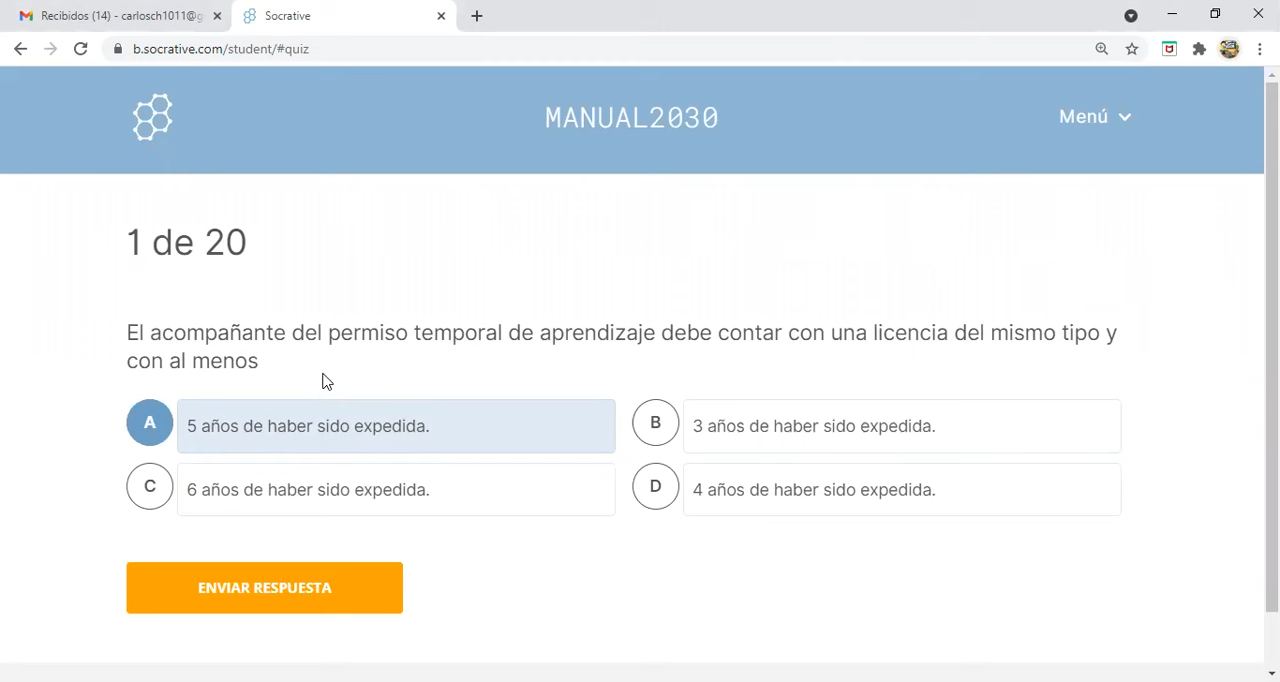 Recibidos (14) - carlosch1011@g
Socrative
b.socrative.com/student/#quiz
MANUAL2030
Menú
1 de 20
El acompañante del permiso temporal de aprendizaje debe contar con una licencia del mismo tipo y
con al menos
A
5 años de haber sido expedida.
B
3 años de haber sido expedida.
C
6 años de haber sido expedida.
D
4 años de haber sido expedida.
ENVIAR RESPUESTA